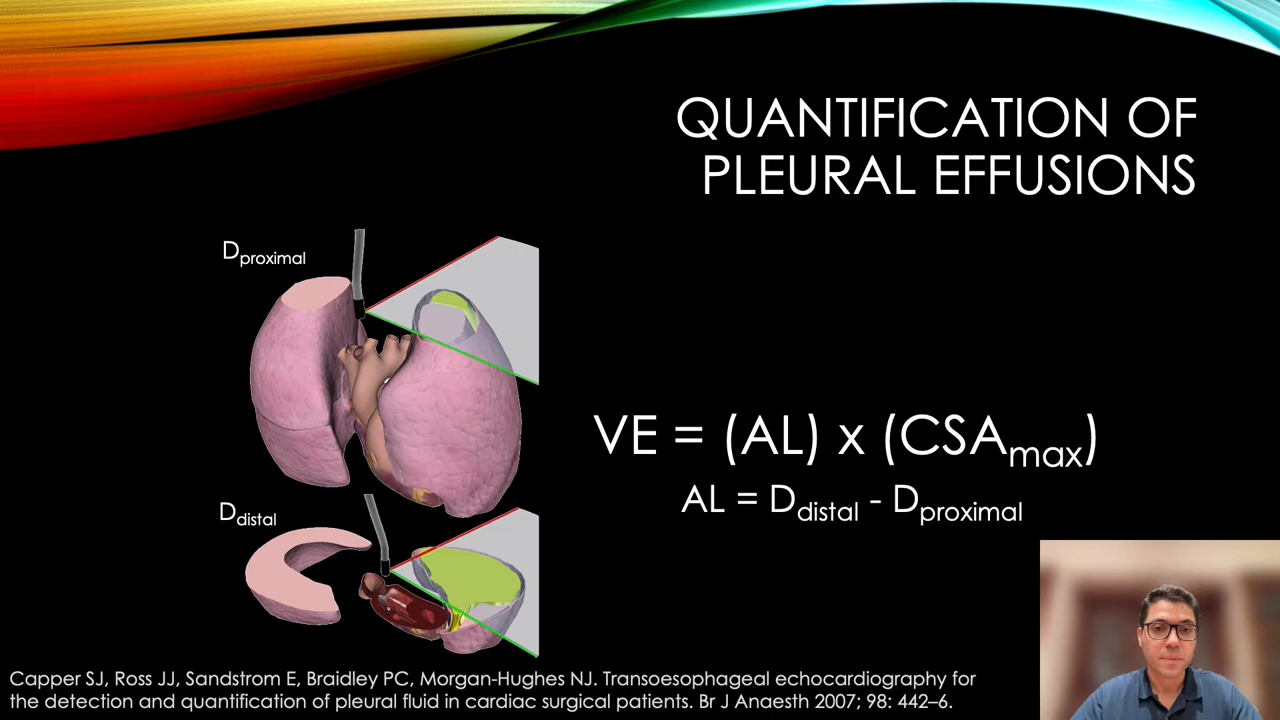 QUANTIFICATION OF
PLEURAL EFFUSIONS
Dproximal
VE = (AL) x (CSAmax)
AL = Ddistal - Dproximal
Ddistal
Capper SJ, Ross JJ, Sandstrom E, Braidley PC, Morgan-Hughes NJ. Transoesophageal echocardiography for
the detection and quantification of pleural fluid in cardiac surgical patients. Br J Anaesth 2007; 98: 442–6.